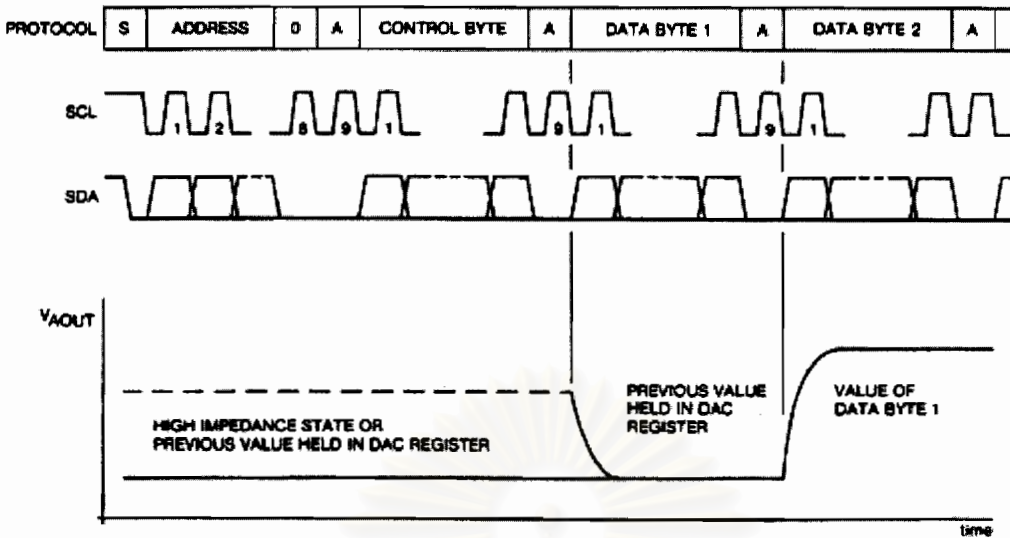 PROTOCOL S ADDRESS 0 A CONTROL BYTE A DATA BYTE 1 A DATA BYTE 2 A
SCL 1 2 8 9 1 9 1 9 1
SDA
VAOUT
HIGH IMPEDANCE STATE OR
PREVIOUS VALUE HELD IN DAC REGISTER
PREVIOUS VALUE
HELD IN DAC
REGISTER
VALUE OF
DATA BYTE 1
time